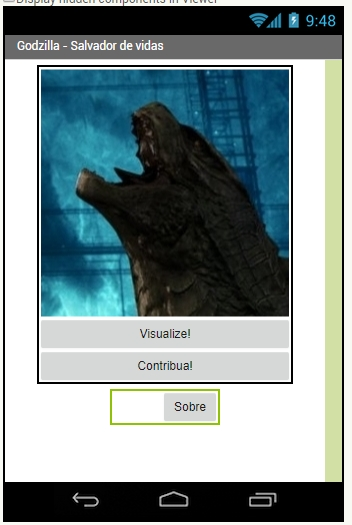 Display hidden components in Viewer
9:48
Godzilla - Salvador de vidas
Visualize!
Contribua!
Sobre